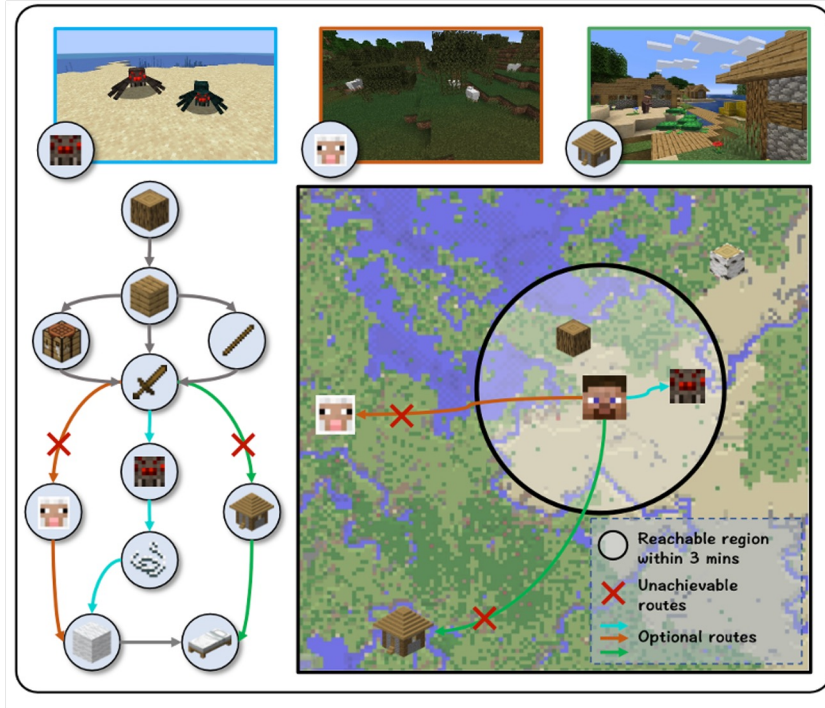 Reachable region
within 3 mins
Unachievable
routes
Optional routes